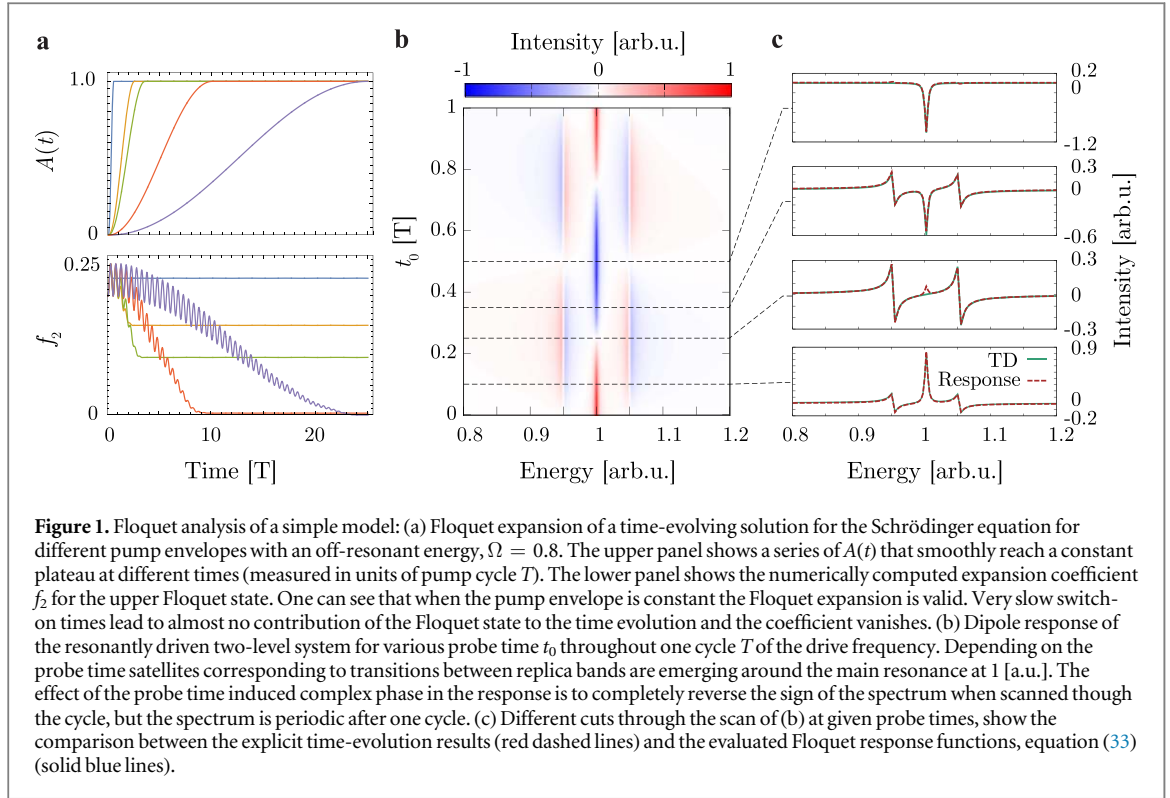 a
1.0
A(t)
0
0.25
f2
0
0
10
20
Time [T]
b
Intensity [arb.u.]
-1
0
1
1
0.8
0.6
t0 [T]
0.4
0.2
0
0.8
0.9
1
1.1
1.2
Energy [arb.u.]
c
0.2
0
-1.2
0.3
0
-0.6
0.3
0
-0.3
Intensity [arb.u.]
0.9
TD
Response
0
-0.2
0.8
0.9
1
1.1
1.2
Energy [arb.u.]
Figure 1. Floquet analysis of a simple model: (a) Floquet expansion of a time-evolving solution for the Schrödinger equation for
different pump envelopes with an off-resonant energy, Ω = 0.8. The upper panel shows a series of A(t) that smoothly reach a constant
plateau at different times (measured in units of pump cycle T). The lower panel shows the numerically computed expansion coefficient
f2 for the upper Floquet state. One can see that when the pump envelope is constant the Floquet expansion is valid. Very slow switch-
on times lead to almost no contribution of the Floquet state to the time evolution and the coefficient vanishes. (b) Dipole response of
the resonantly driven two-level system for various probe time t0 throughout one cycle T of the drive frequency. Depending on the
probe time satellites corresponding to transitions between replica bands are emerging around the main resonance at 1 [a.u.]. The
effect of the probe time induced complex phase in the response is to completely reverse the sign of the spectrum when scanned though
the cycle, but the spectrum is periodic after one cycle. (c) Different cuts through the scan of (b) at given probe times, show the
comparison between the explicit time-evolution results (red dashed lines) and the evaluated Floquet response functions, equation (33)
(solid blue lines).